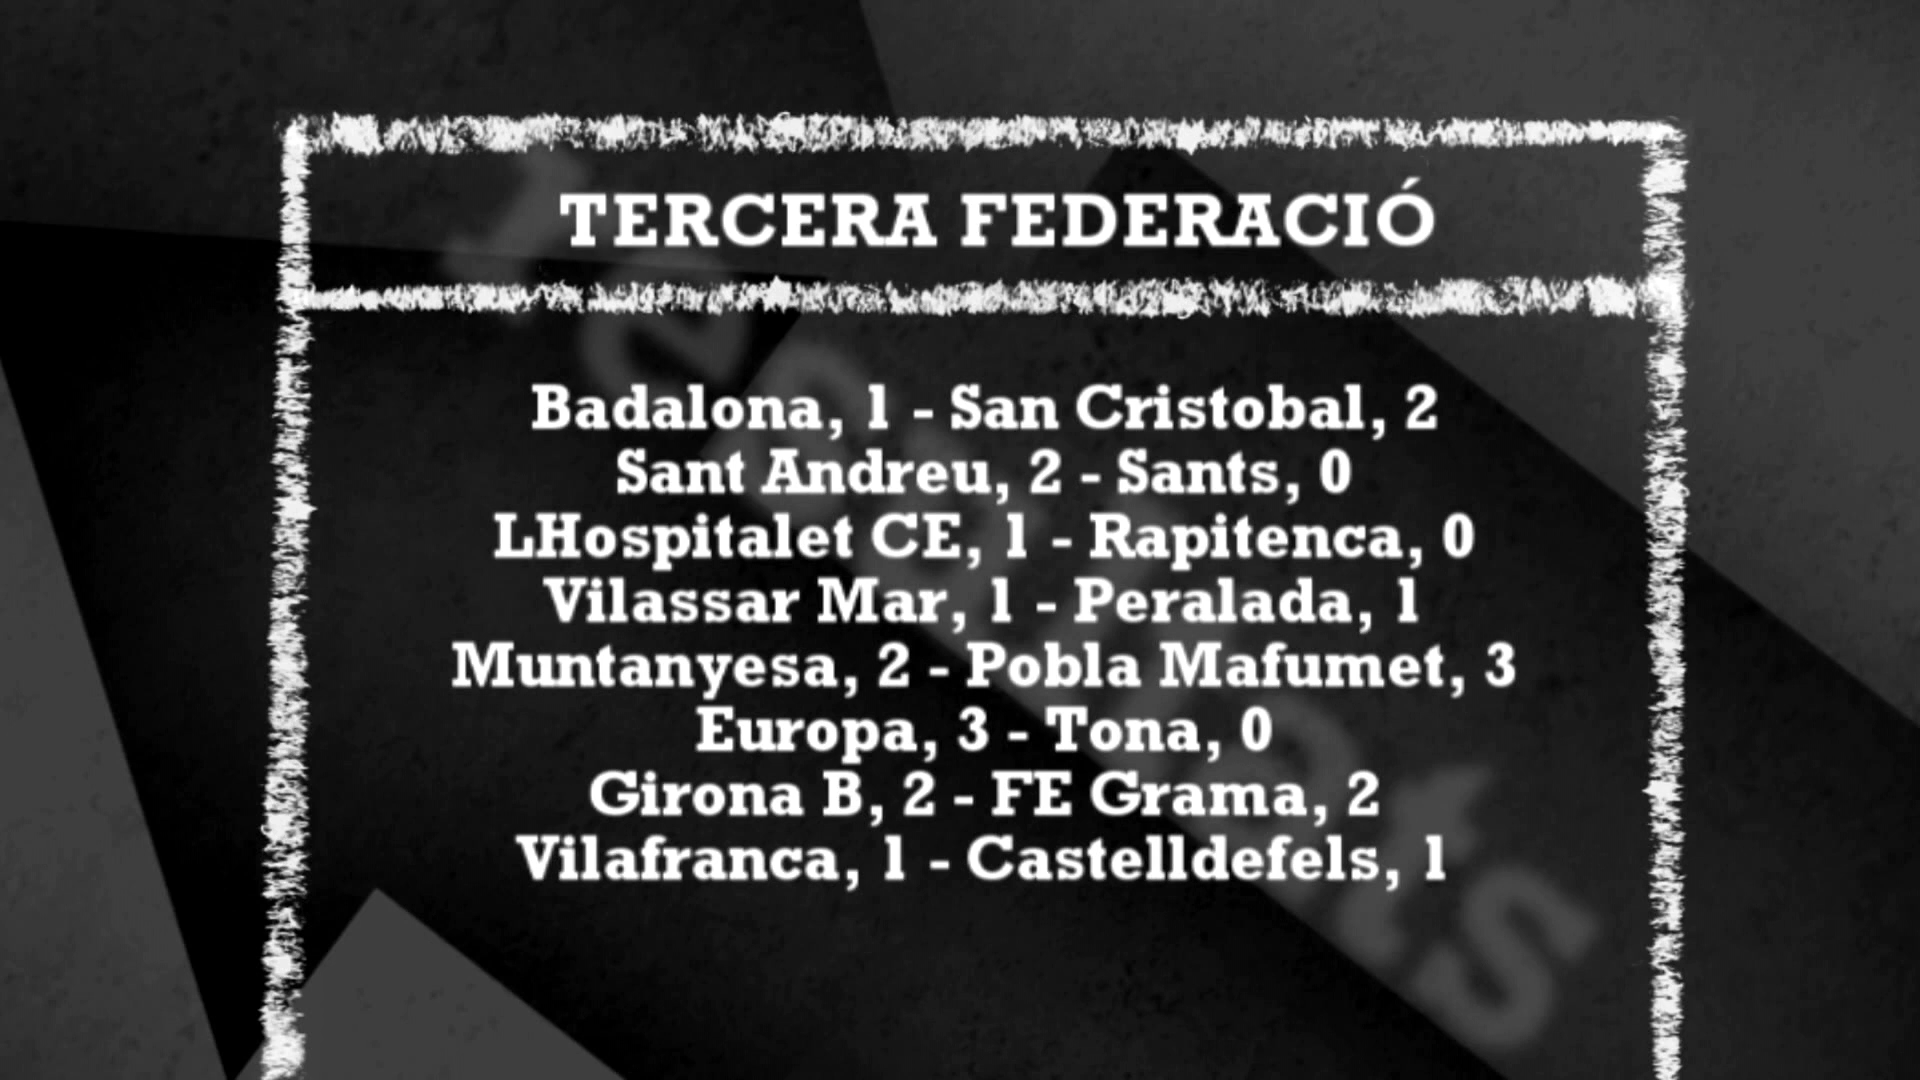 TERCERA FEDERACIÓ
Badalona, 1 - San Cristobal, 2
Sant Andreu, 2 - Sants, 0
LHospitalet CE, 1 - Rapitenca, 0
Vilassar Mar, 1 - Peralada, 1
Muntanyesa, 2 - Pobla Mafumet, 3
Europa, 3 - Tona, 0
Girona B, 2 - FE Grama, 2
Vilafranca, 1 - Castelldefels, 1